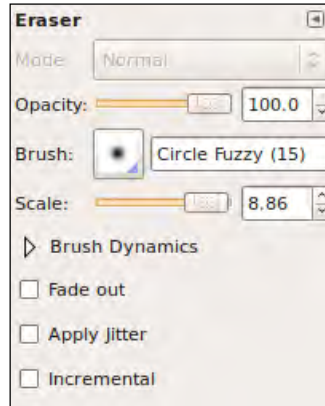 Eraser
Mode: Normal
Opacity: 100.0
Brush: Circle Fuzzy (15)
Scale: 8.86
Brush Dynamics
Fade out
Apply Jitter
Incremental